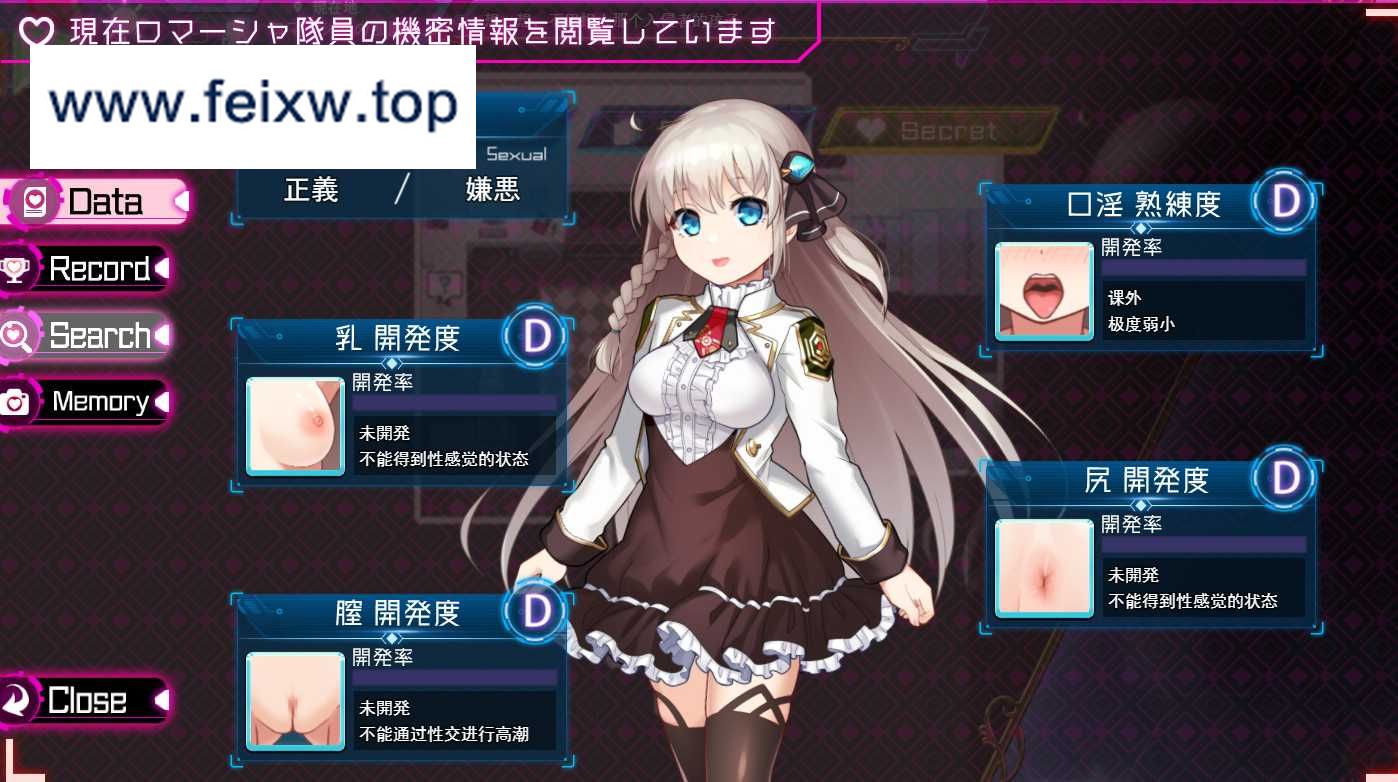 現在ロマーシャ隊員の機密情報を閲覧しています
www.feixw.top
Sexual
Secret
正義 / 嫌悪
Data
Record
Search
Memory
Close
乳 開発度
D
開発率
未開発
不能得到性感觉的状态
膣 開発度
D
開発率
未開発
不能通过性交进行高潮
口淫 熟練度
D
開発率
课外
极度弱小
尻 開発度
D
開発率
未開発
不能得到性感觉的状态